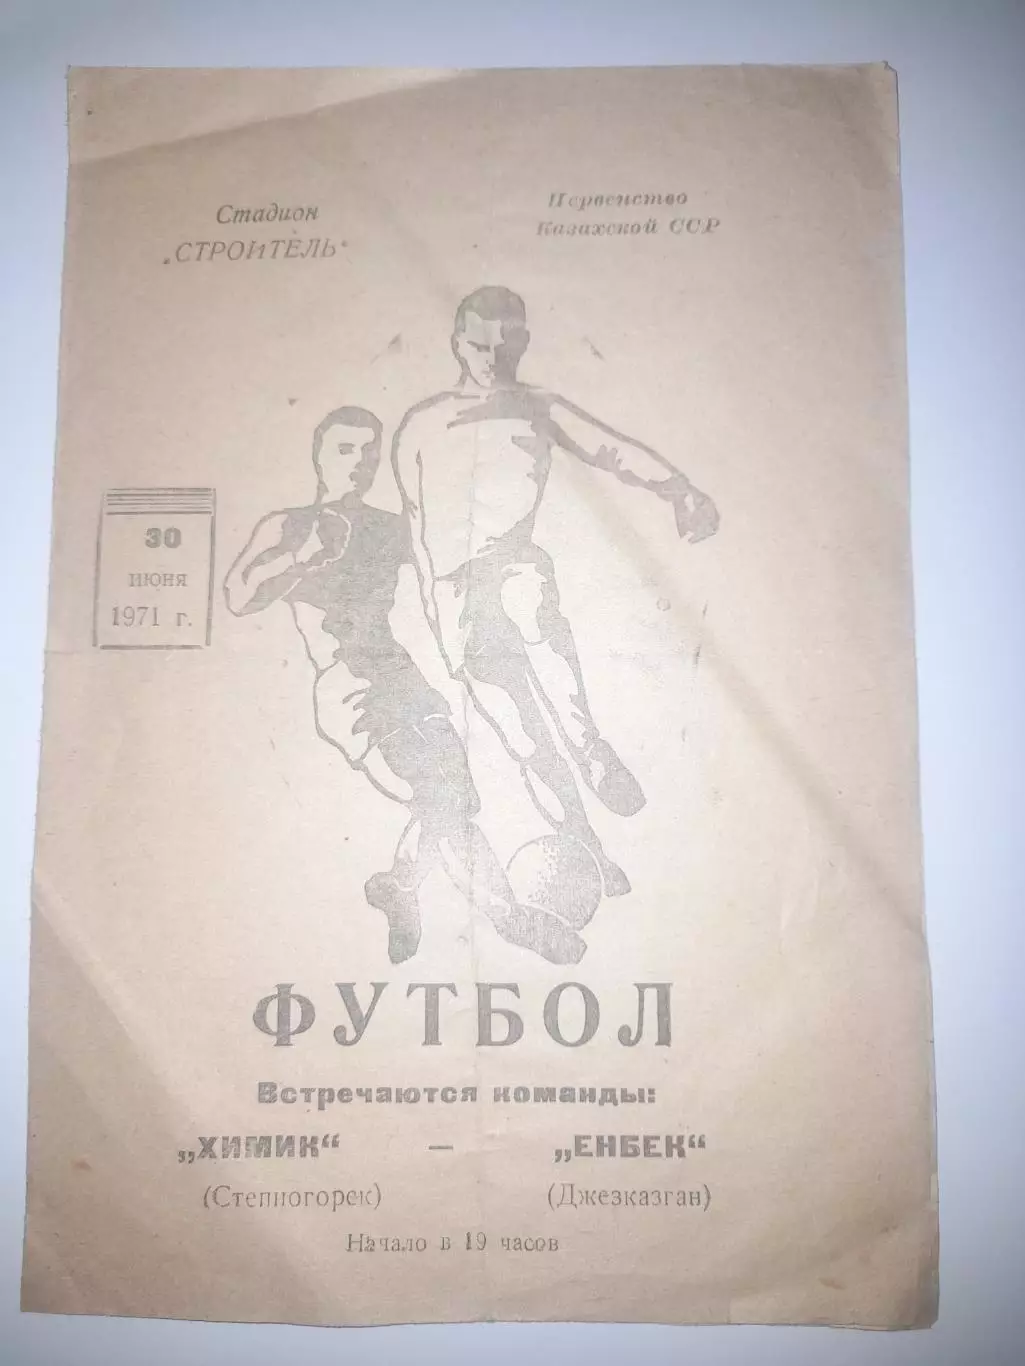 Стадион
„СТРОИТЕЛЬ“
Первенство
Казахской ССР
30
июня
1971 г.
ФУТБОЛ
Встречаются команды:
„ХИМИК“ — „ЕНБЕК“
(Степногорск) (Джезказган)
Начало в 19 часов